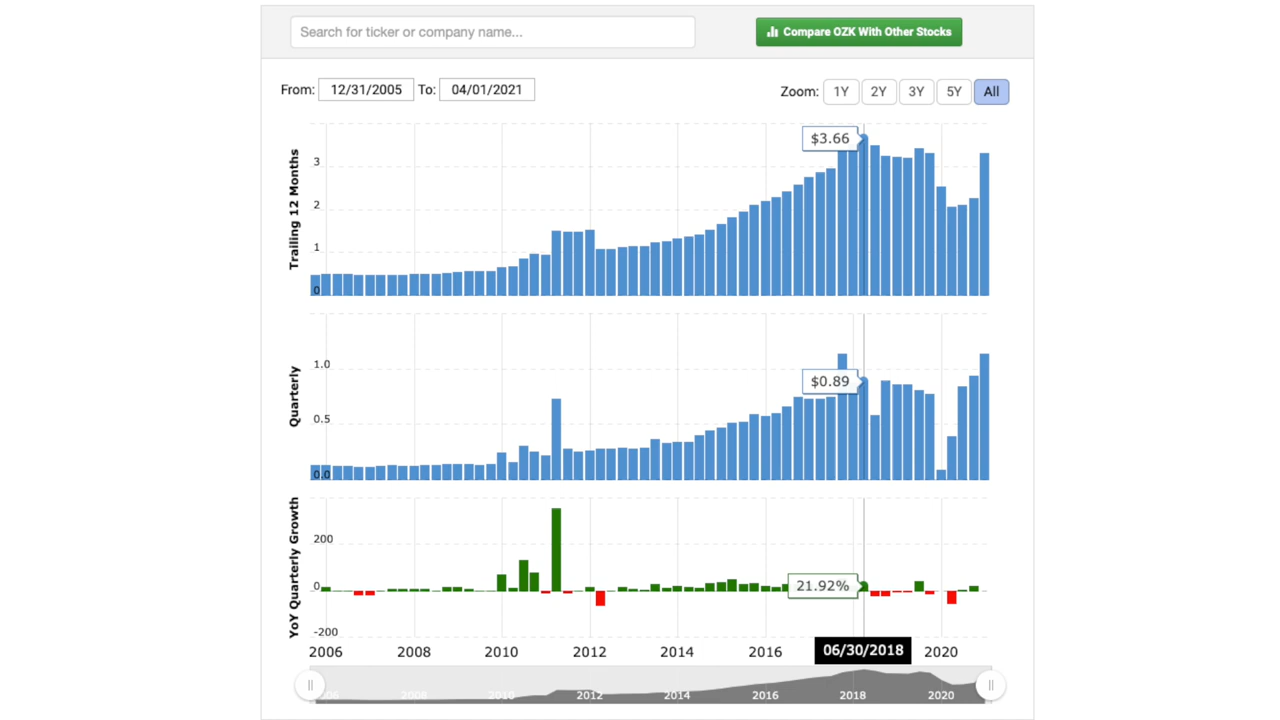 Search for ticker or company name...
Compare OZK With Other Stocks
From: 12/31/2005 To: 04/01/2021
Zoom: 1Y 2Y 3Y 5Y All
Trailing 12 Months
3
2
1
0
$3.66
Quarterly
1.0
0.5
0.0
$0.89
YoY Quarterly Growth
200
0
-200
21.92%
2006 2008 2010 2012 2014 2016 06/30/2018 2020
2008 2010 2012 2014 2016 2018 2020